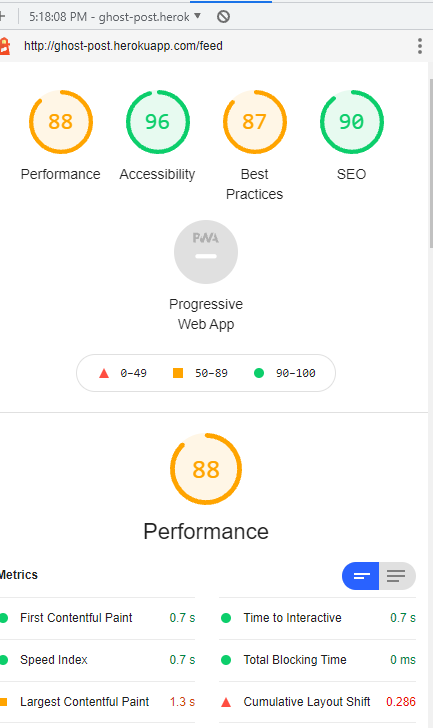 5:18:08 PM - ghost-post.herok
http://ghost-post.herokuapp.com/feed
88 96 87 90
Performance Accessibility Best Practices SEO
PWA
Progressive
Web App
0–49 50–89 90–100
88
Performance
Metrics
First Contentful Paint 0.7 s Time to Interactive 0.7 s
Speed Index 0.7 s Total Blocking Time 0 ms
Largest Contentful Paint 1.3 s Cumulative Layout Shift 0.286